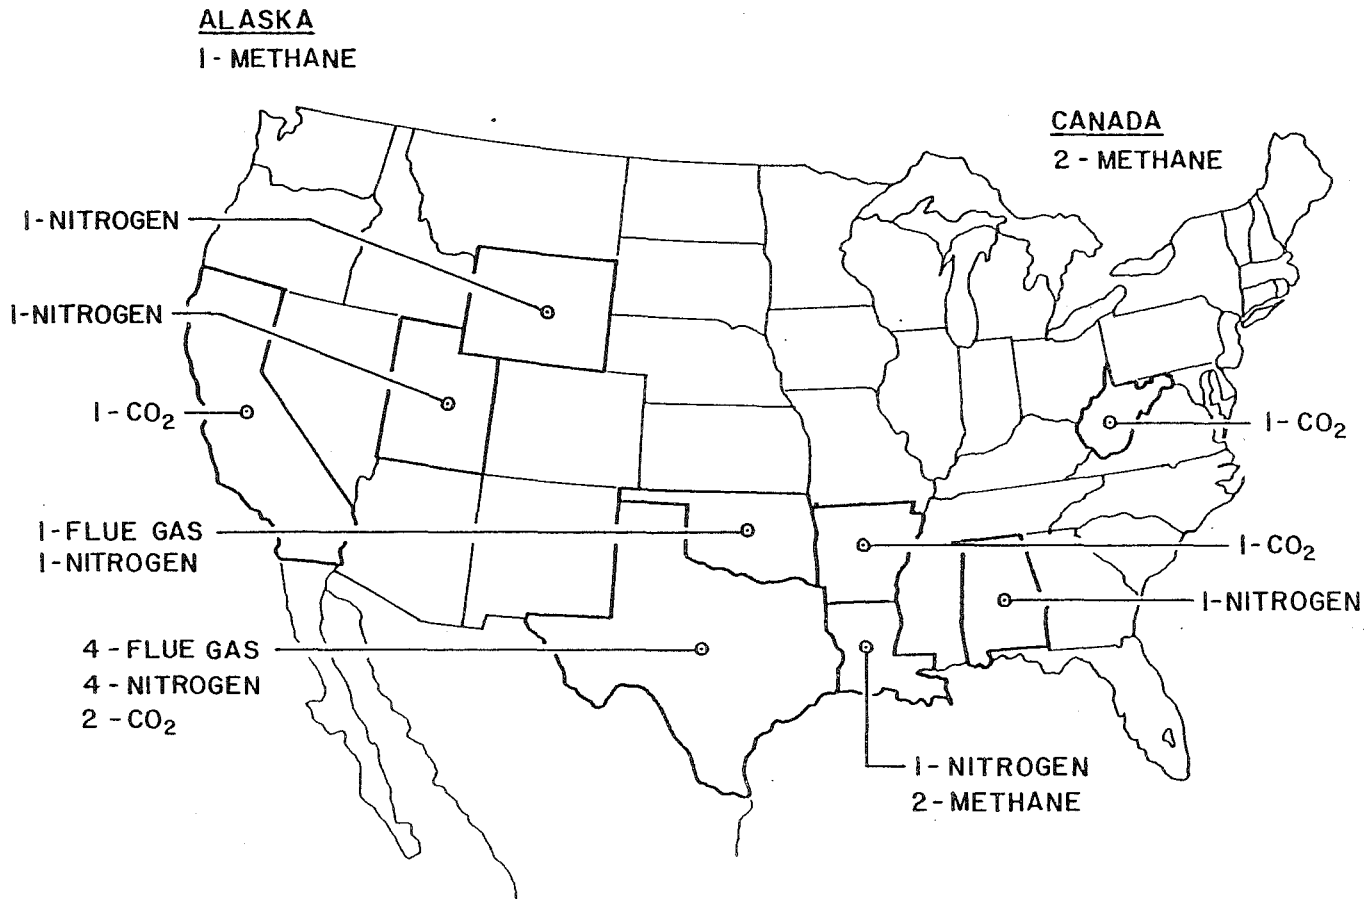 ALASKA
1- METHANE
CANADA
2 - METHANE
1-NITROGEN
1-NITROGEN
1-CO₂
1-CO₂
1-FLUE GAS
1-NITROGEN
1-CO₂
1-NITROGEN
4-FLUE GAS
4-NITROGEN
2-CO₂
1-NITROGEN
2-METHANE